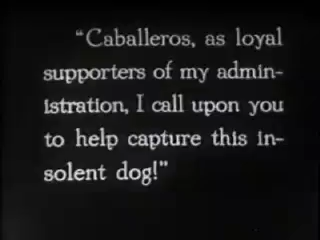 "Caballeros, as loyal
supporters of my admin-
istration, I call upon you
to help capture this in-
solent dog!"